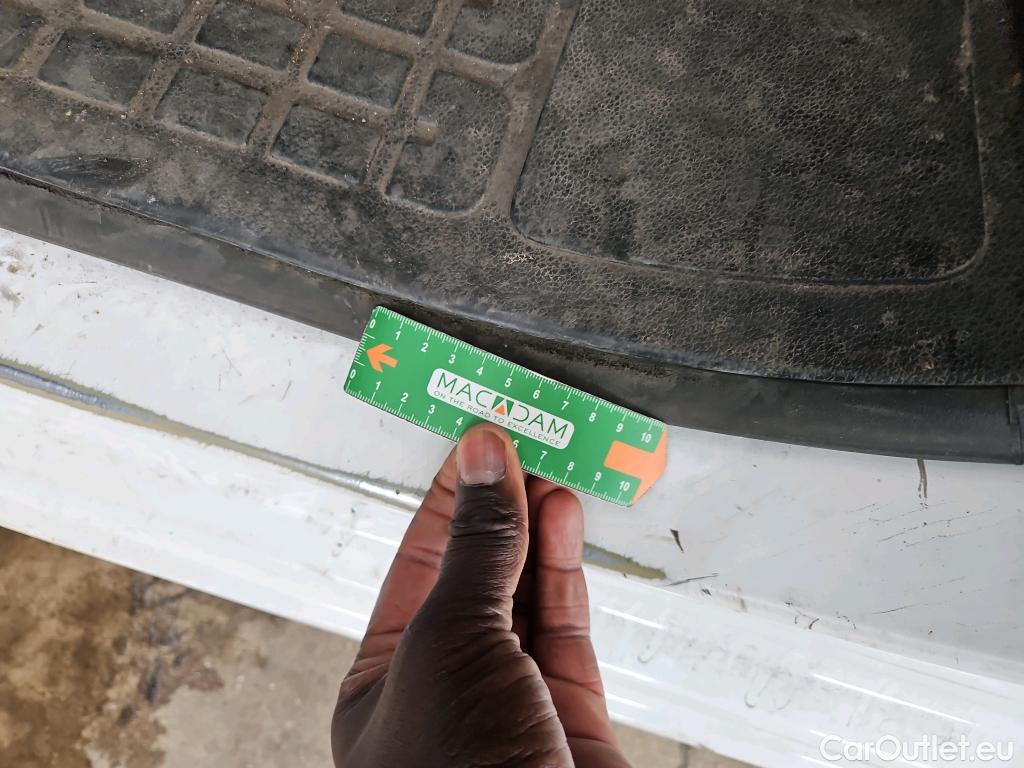 0 1 2 3 4 5 6 7 8 9 10
MACADAM
ON THE ROAD TO EXCELLENCE
0 1 2 3 4 6 7 8 9 10
CarOutlet.eu